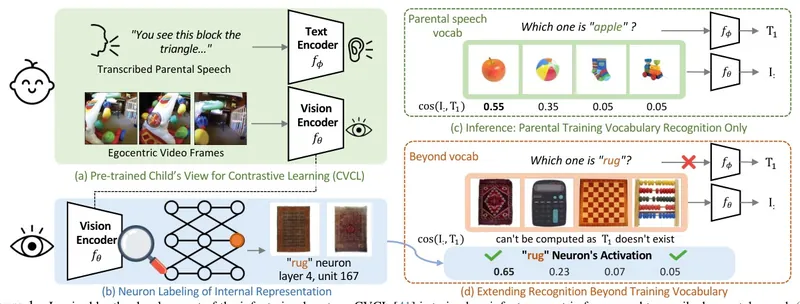 "You see this block the
triangle..."
Transcribed Parental Speech
Text
Encoder
fϕ
Egocentric Video Frames
Vision
Encoder
fθ
(a) Pre-trained Child's View for Contrastive Learning (CVCL)
Vision
Encoder
fθ
"rug" neuron
layer 4, unit 167
(b) Neuron Labeling of Internal Representation
Parental speech
vocab
Which one is "apple" ?
fϕ
T₁
fθ
I:
cos(I:, T₁) 0.55 0.35 0.05 0.05
(c) Inference: Parental Training Vocabulary Recognition Only
Beyond vocab
Which one is "rug"?
fϕ
T₁
fθ
I:
cos(I:, T₁) can't be computed as T₁ doesn't exist
"rug" Neuron's Activation
0.65 0.23 0.07 0.05
(d) Extending Recognition Beyond Training Vocabulary